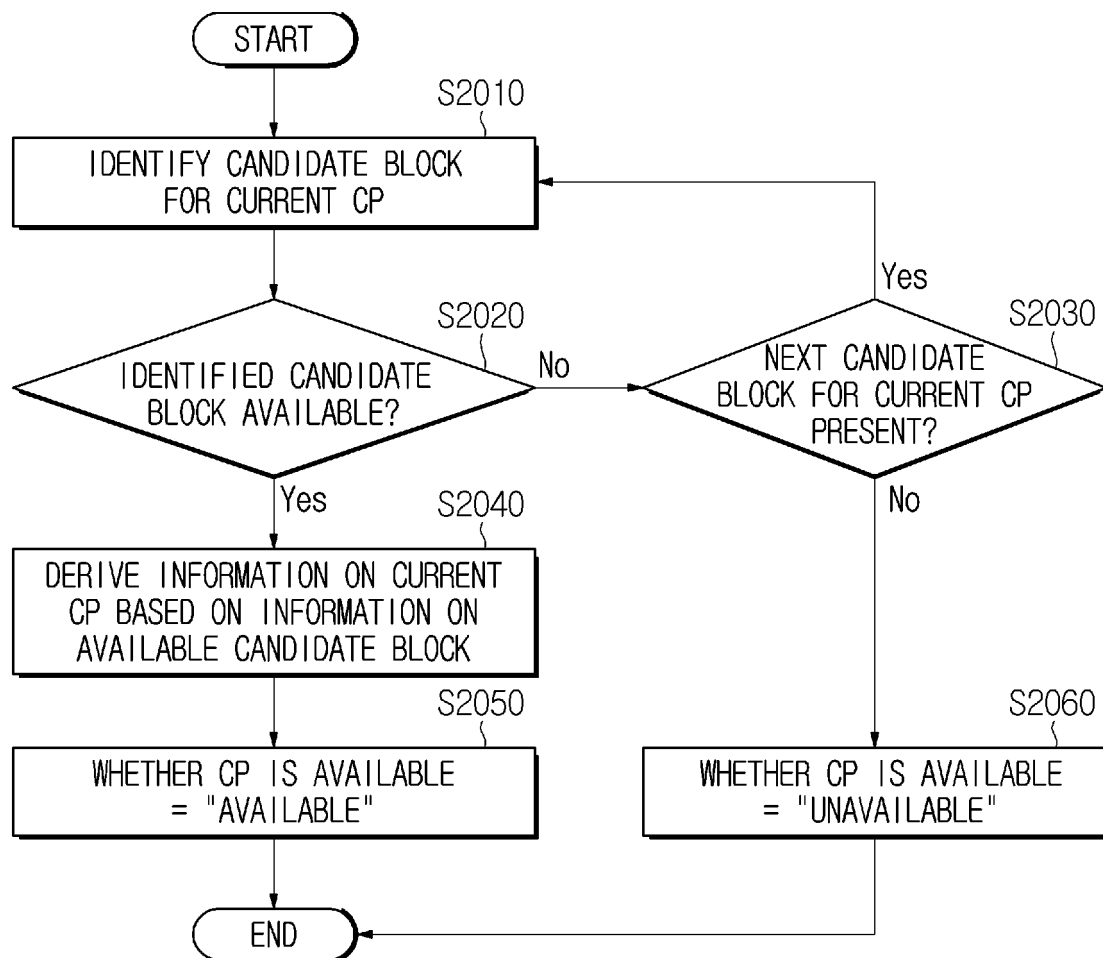 START
S2010
IDENTIFY CANDIDATE BLOCK
FOR CURRENT CP
Yes
S2020
IDENTIFIED CANDIDATE
BLOCK AVAILABLE?
No
S2030
NEXT CANDIDATE
BLOCK FOR CURRENT CP
PRESENT?
Yes
No
S2040
DERIVE INFORMATION ON CURRENT
CP BASED ON INFORMATION ON
AVAILABLE CANDIDATE BLOCK
S2050
WHETHER CP IS AVAILABLE
= "AVAILABLE"
S2060
WHETHER CP IS AVAILABLE
= "UNAVAILABLE"
END